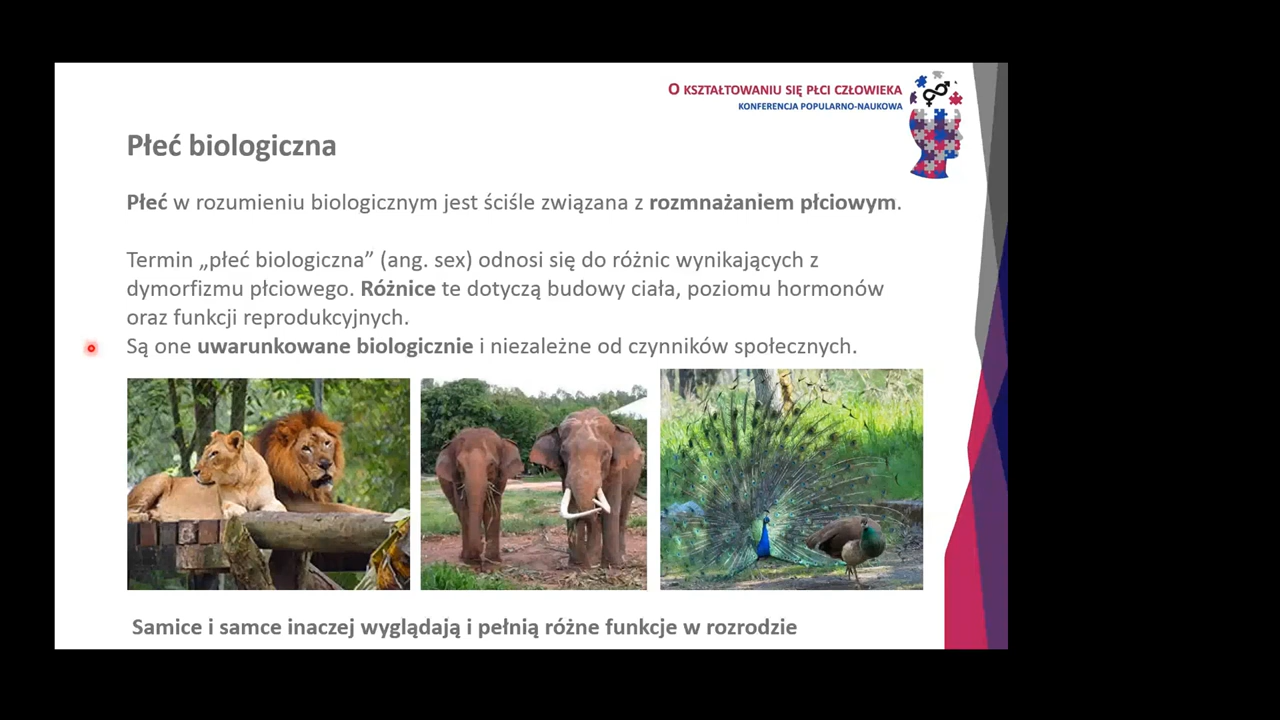 O KSZTAŁTOWANIU SIĘ PŁCI CZŁOWIEKA
KONFERENCJA POPULARNO-NAUKOWA
Płeć biologiczna
Płeć w rozumieniu biologicznym jest ściśle związana z rozmnażaniem płciowym.
Termin „płeć biologiczna” (ang. sex) odnosi się do różnic wynikających z
dymorfizmu płciowego. Różnice te dotyczą budowy ciała, poziomu hormonów
oraz funkcji reprodukcyjnych.
Są one uwarunkowane biologicznie i niezależne od czynników społecznych.
Samice i samce inaczej wyglądają i pełnią różne funkcje w rozrodzie